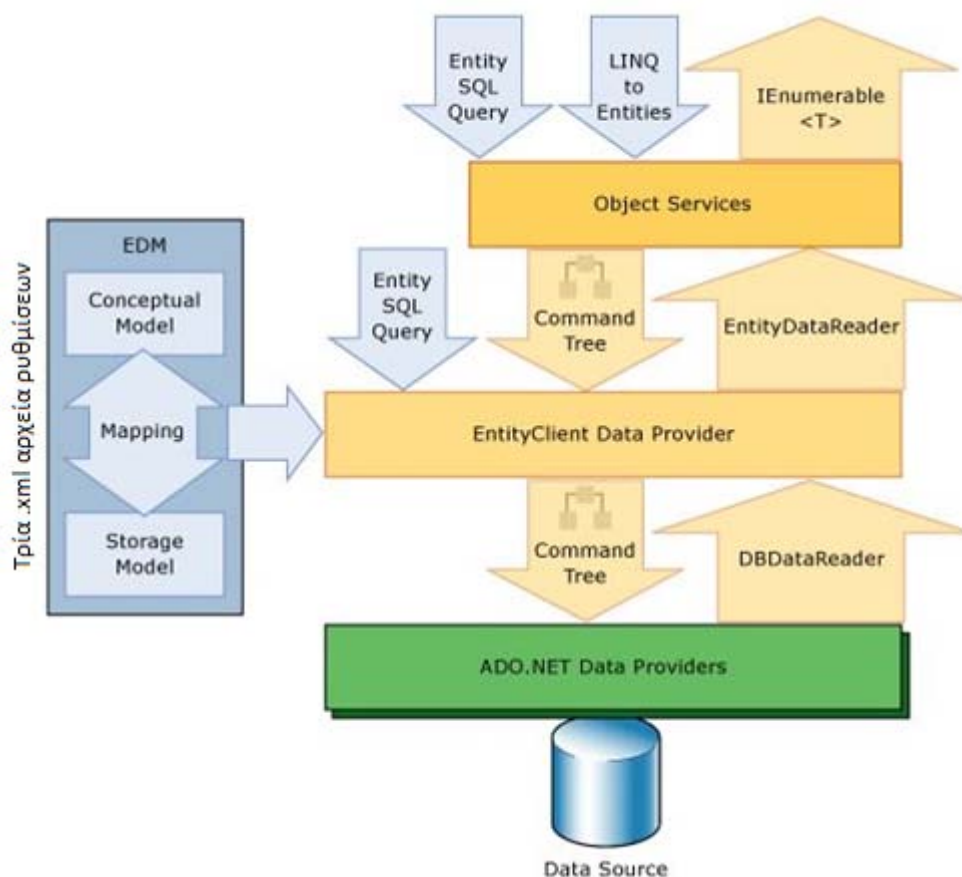 Entity
SQL
Query
LINQ
to
Entities
IEnumerable
<T>
Object Services
EDM
Conceptual
Model
Mapping
Storage
Model
Τρία .xml αρχεία ρυθμίσεων
Entity
SQL
Query
Command
Tree
EntityDataReader
EntityClient Data Provider
Command
Tree
DBDataReader
ADO.NET Data Providers
Data Source